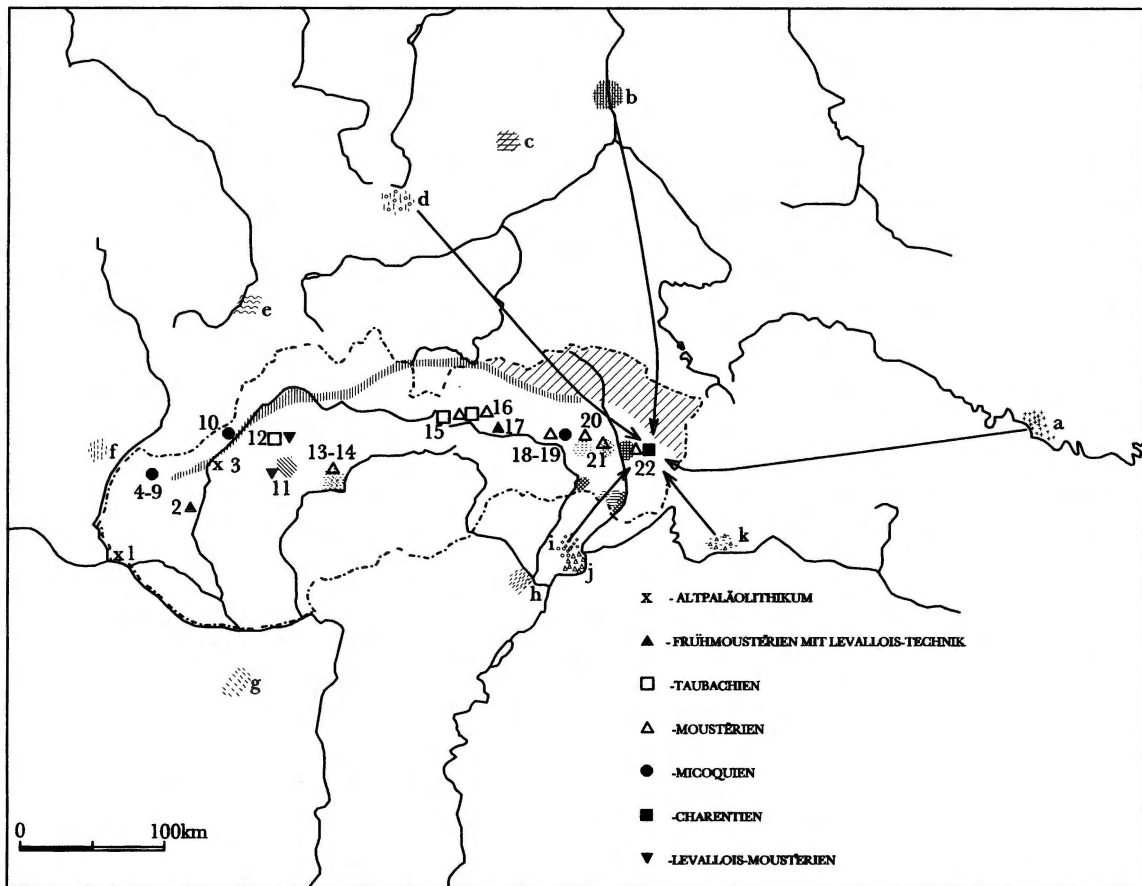 b
c
d
e
a
10
12
3
11
13-14
15
16
17
18-19
20
21
22
f
4-9
2
x 1
i
j
k
h
g
x - ALTPALÄOLITHIKUM
▲ - FRÜHMOUSTÉRIEN MIT LEVALLOIS-TECHNIK
□ -TAUBACHIEN
△ -MOUSTÉRIEN
● -MICOQUIEN
■ -CHARENTIEN
▼ -LEVALLOIS-MOUSTÉRIEN
0 100km